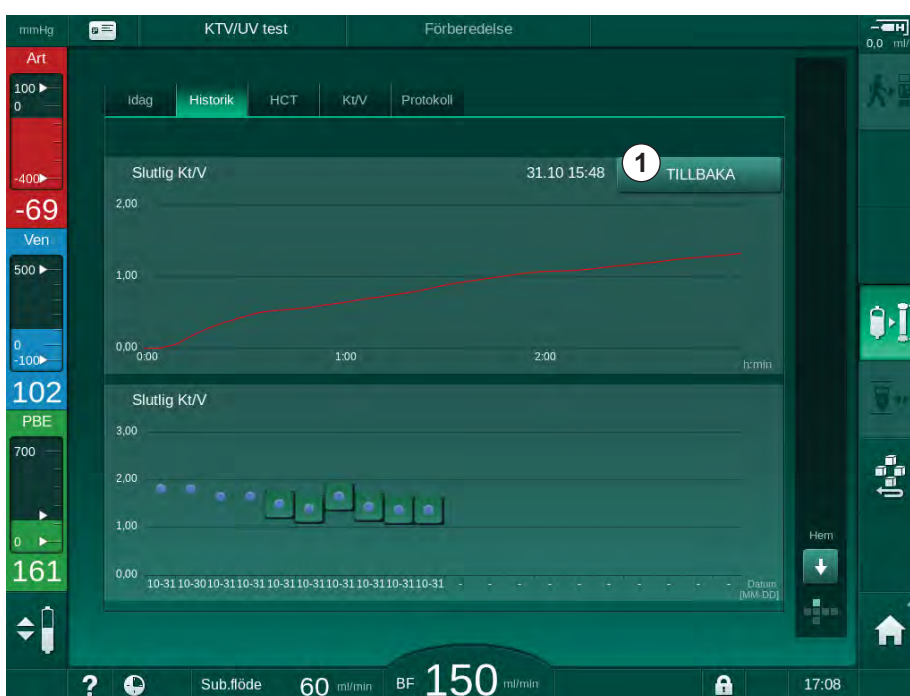 mmHg
KTV/UV test
Förberedelse
0,0 ml/
Art
100
0
-400
-69
Ven
500
0
-100
102
PBE
700
0
161
Idag
Historik
HCT
Kt/V
Protokoll
Slutlig Kt/V
31.10 15:48
1
TILLBAKA
2,00
1,00
0,00
0:00
1:00
2:00
h:min
Slutlig Kt/V
3,00
2,00
1,00
0,00
10-31 10-30 10-31 10-31 10-31 10-31 10-31 10-31 10-31 10-31 - - - - - - - - - -
Datum
[MM-DD]
Hem
?
Sub.flöde
60 ml/min
BF 150 ml/min
17:08